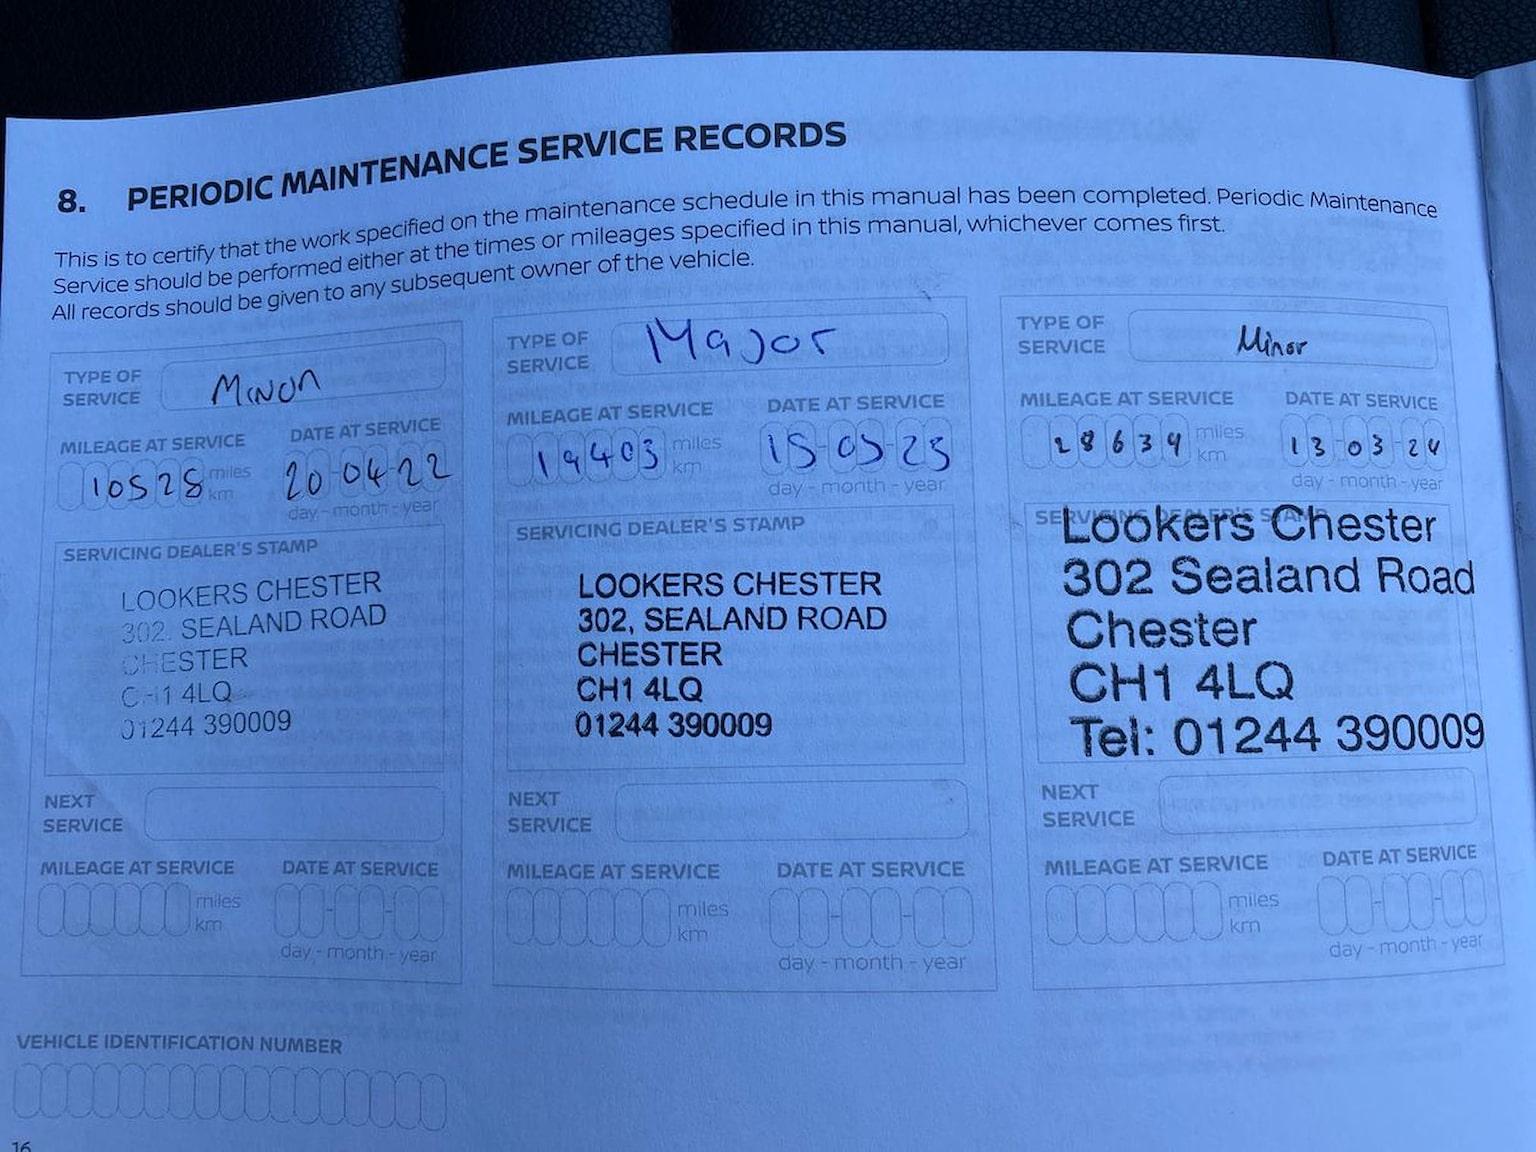 8. PERIODIC MAINTENANCE SERVICE RECORDS
This is to certify that the work specified on the maintenance schedule in this manual has been completed. Periodic Maintenance
Service should be performed either at the times or mileages specified in this manual, whichever comes first.
All records should be given to any subsequent owner of the vehicle.
TYPE OF
SERVICE
Minor
MILEAGE AT SERVICE
10528
miles
km
DATE AT SERVICE
20-04-22
day - month - year
SERVICING DEALER'S STAMP
LOOKERS CHESTER
302, SEALAND ROAD
CHESTER
CH1 4LQ
01244 390009
NEXT
SERVICE
MILEAGE AT SERVICE
miles
km
DATE AT SERVICE
day - month - year
TYPE OF
SERVICE
Major
MILEAGE AT SERVICE
19403
miles
km
DATE AT SERVICE
15-03-23
day - month - year
SERVICING DEALER'S STAMP
LOOKERS CHESTER
302, SEALAND ROAD
CHESTER
CH1 4LQ
01244 390009
NEXT
SERVICE
MILEAGE AT SERVICE
miles
km
DATE AT SERVICE
day - month - year
TYPE OF
SERVICE
Minor
MILEAGE AT SERVICE
28639
miles
km
DATE AT SERVICE
13-03-24
day - month - year
SERVICING DEALER'S STAMP
Lookers Chester
302 Sealand Road
Chester
CH1 4LQ
Tel: 01244 390009
NEXT
SERVICE
MILEAGE AT SERVICE
miles
km
DATE AT SERVICE
day - month - year
VEHICLE IDENTIFICATION NUMBER
16